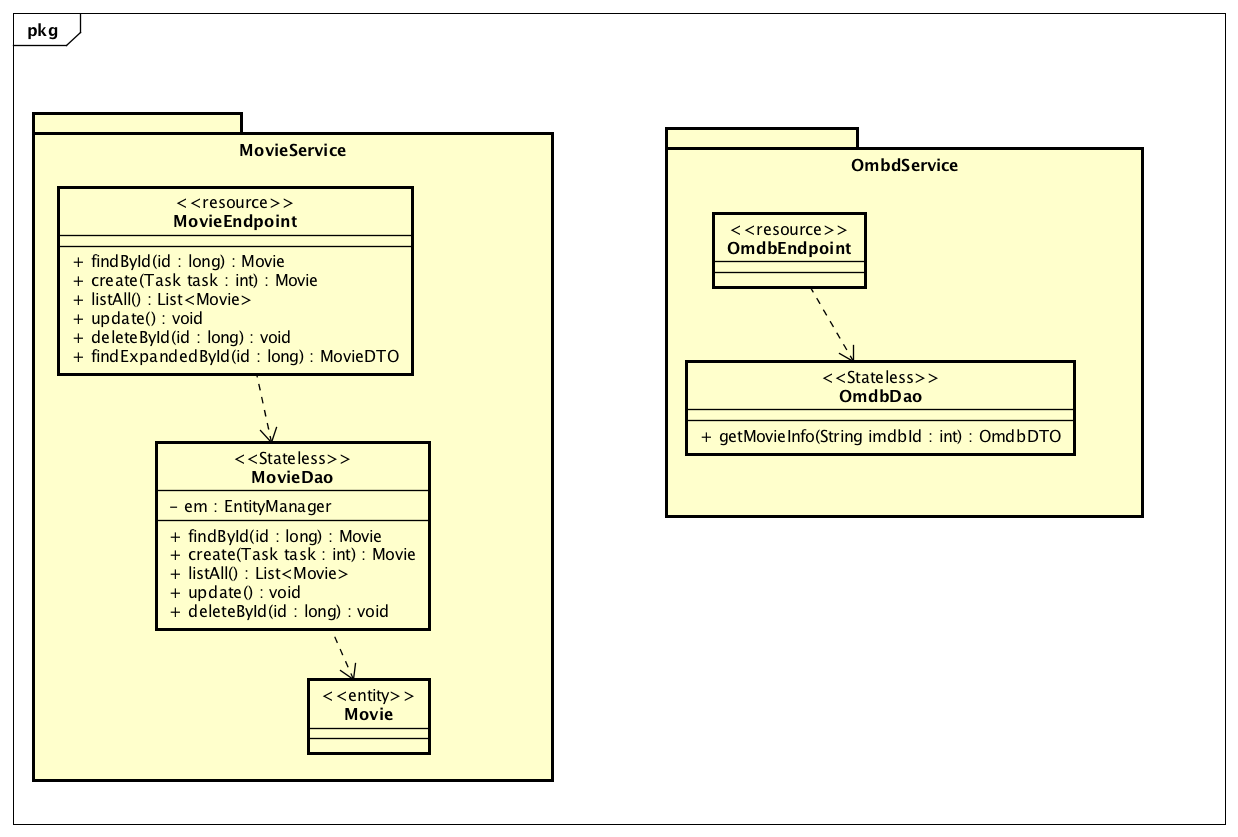 pkg
MovieService
<<resource>>
MovieEndpoint
+ findById(id : long) : Movie
+ create(Task task : int) : Movie
+ listAll() : List<Movie>
+ update() : void
+ deleteById(id : long) : void
+ findExpandedById(id : long) : MovieDTO
<<Stateless>>
MovieDao
- em : EntityManager
+ findById(id : long) : Movie
+ create(Task task : int) : Movie
+ listAll() : List<Movie>
+ update() : void
+ deleteById(id : long) : void
<<entity>>
Movie
OmbdService
<<resource>>
OmdbEndpoint
<<Stateless>>
OmdbDao
+ getMovieInfo(String imdbId : int) : OmdbDTO